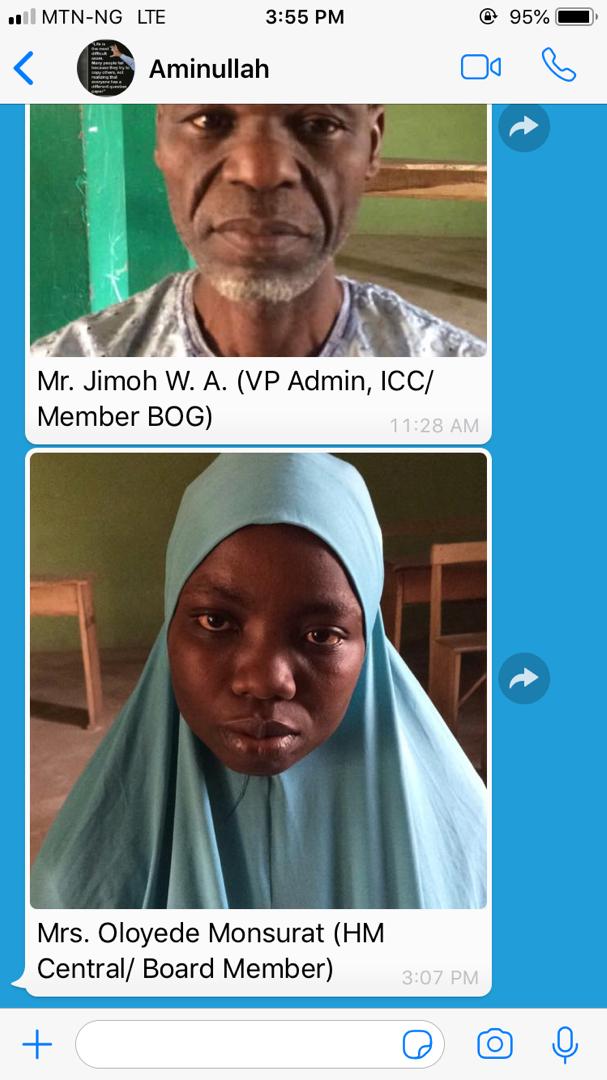 MTN-NG LTE 3:55 PM 95%
Aminullah
Mr. Jimoh W. A. (VP Admin, ICC/
Member BOG)
11:28 AM
Mrs. Oloyede Monsurat (HM
Central/ Board Member)
3:07 PM